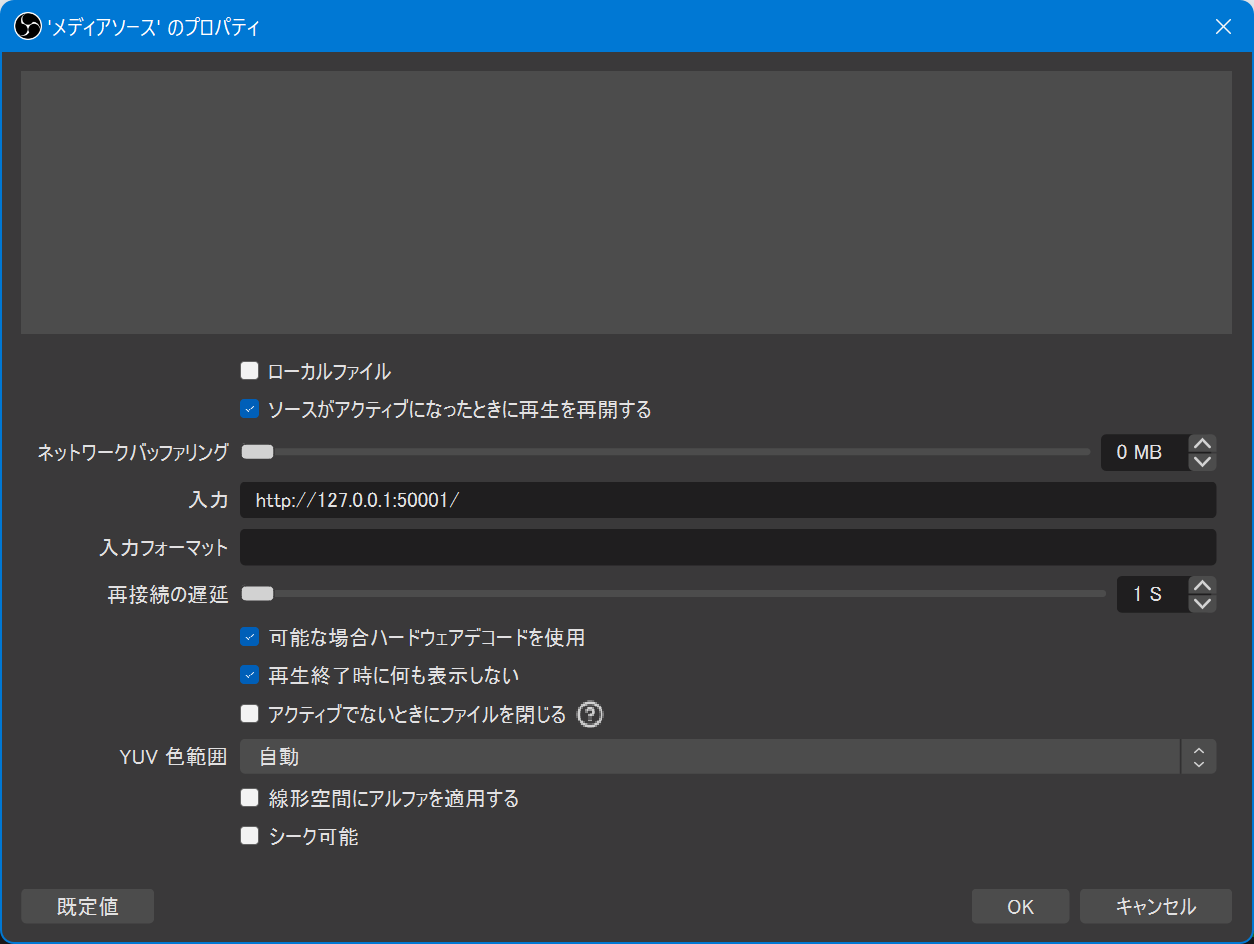 'メディアソース' のプロパティ
ローカルファイル
ソースがアクティブになったときに再生を再開する
ネットワークバッファリング 0 MB
入力 http://127.0.0.1:50001/
入力フォーマット
再接続の遅延 1 S
可能な場合ハードウェアデコードを使用
再生終了時に何も表示しない
アクティブでないときにファイルを閉じる ?
YUV 色範囲 自動
線形空間にアルファを適用する
シーク可能
既定値 OK キャンセル